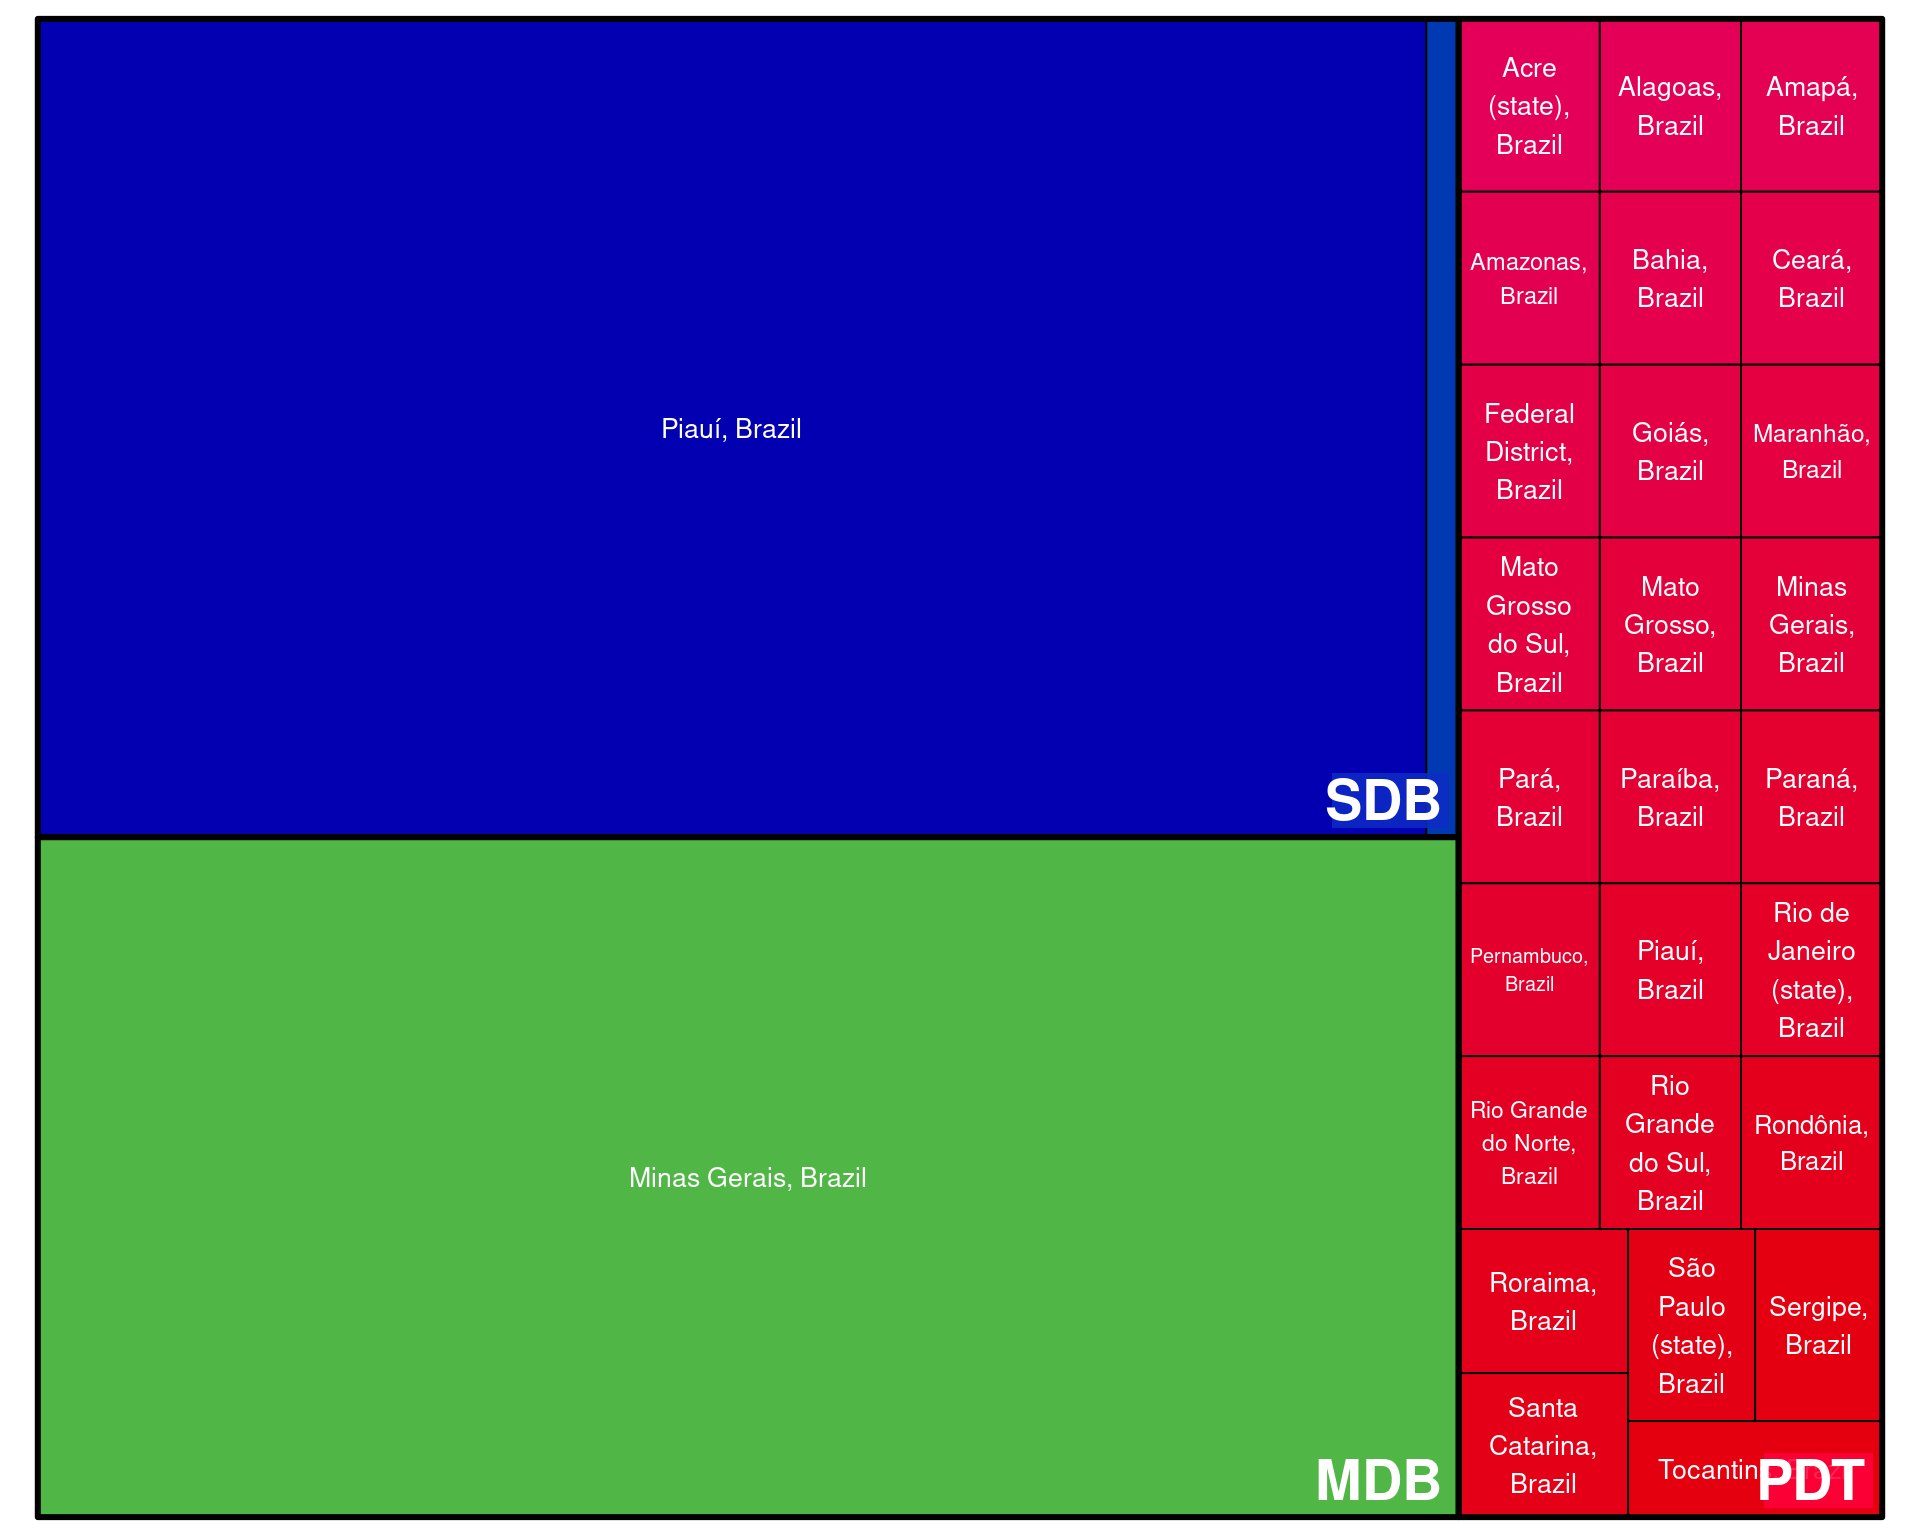 Piauí, Brazil
SDB
Minas Gerais, Brazil
MDB
Acre
(state),
Brazil
Alagoas,
Brazil
Amapá,
Brazil
Amazonas,
Brazil
Bahia,
Brazil
Ceará,
Brazil
Federal
District,
Brazil
Goiás,
Brazil
Maranhão,
Brazil
Mato
Grosso
do Sul,
Brazil
Mato
Grosso,
Brazil
Minas
Gerais,
Brazil
Pará,
Brazil
Paraíba,
Brazil
Paraná,
Brazil
Pernambuco,
Brazil
Piauí,
Brazil
Rio de
Janeiro
(state),
Brazil
Rio Grande
do Norte,
Brazil
Rio
Grande
do Sul,
Brazil
Rondônia,
Brazil
Roraima,
Brazil
São
Paulo
(state),
Brazil
Sergipe,
Brazil
Santa
Catarina,
Brazil
PDT